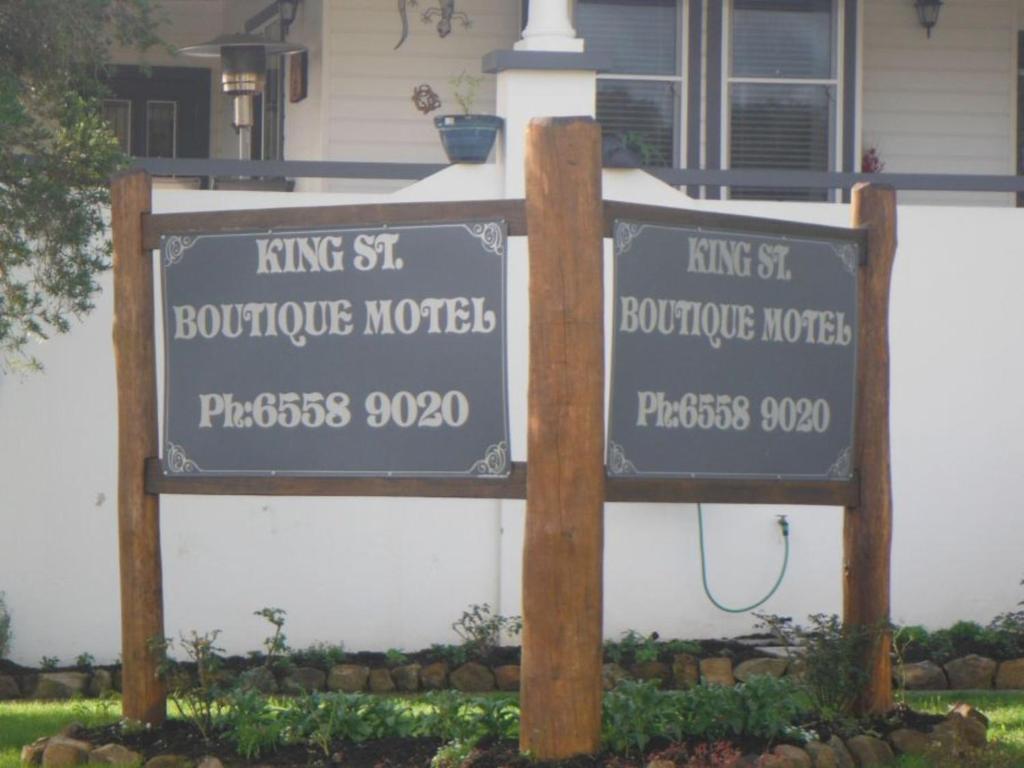 KING ST.
BOUTIQUE MOTEL
Ph:6558 9020
KING ST.
BOUTIQUE MOTEL
Ph:6558 9020